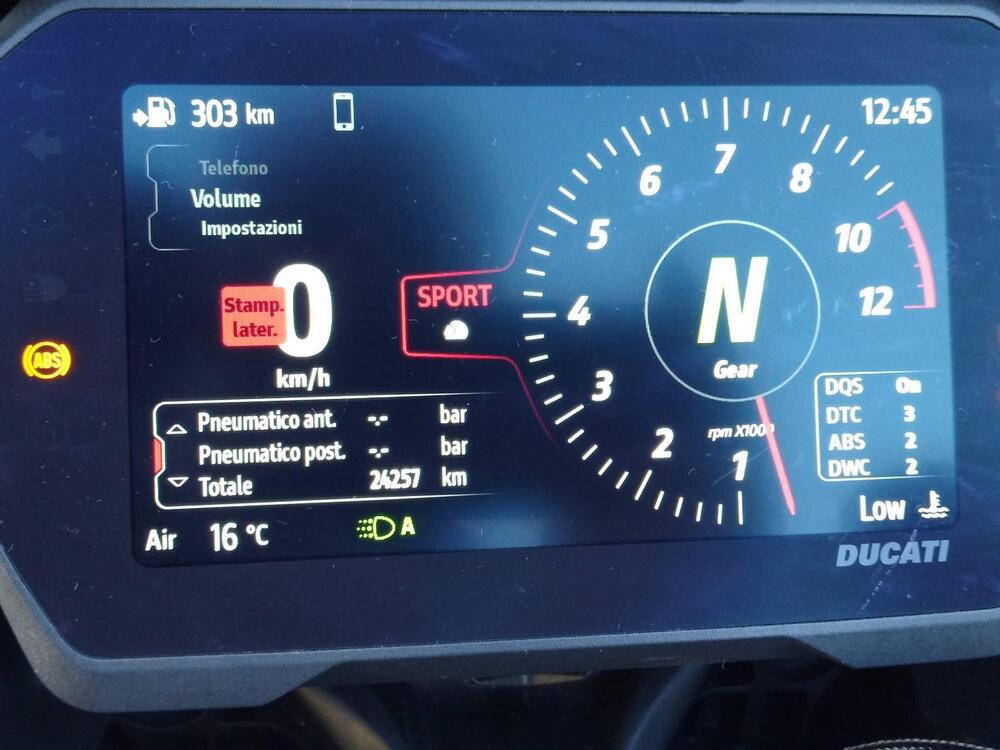 303 km
12:45
Telefono
Volume
Impostazioni
Stamp.
later.
0
km/h
SPORT
1
2
3
4
5
6
7
8
10
12
rpm X1000
N
Gear
Pneumatico ant. -.- bar
Pneumatico post. -.- bar
Totale 24257 km
DQS On
DTC 3
ABS 2
DWC 2
Air 16 °C
A
Low
ABS
DUCATI